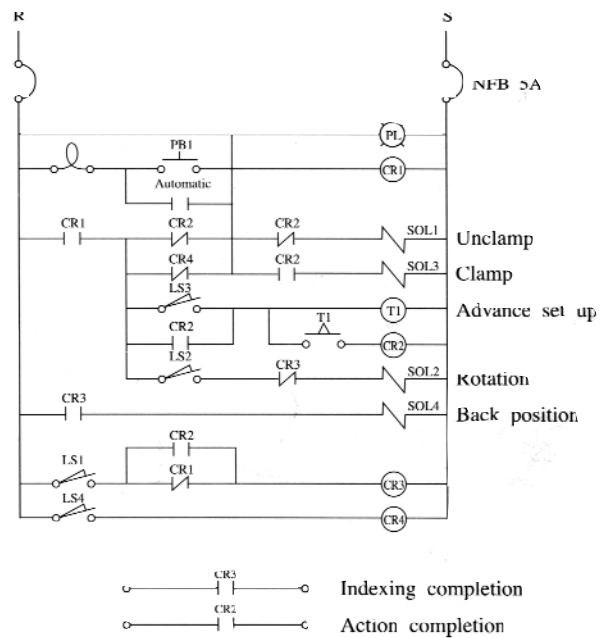 R S
NFB 5A
PL
PB1
CR1
Automatic
CR1 CR2 CR2 SOL1 Unclamp
CR4 CR2 SOL3 Clamp
LS3 T1 Advance set up
CR2 T1 CR2
LS2 CR3 SOL2 Rotation
CR3 SOL4 Back position
CR2
LS1 CR1 CR3
LS4 CR4
CR3 Indexing completion
CR2 Action completion